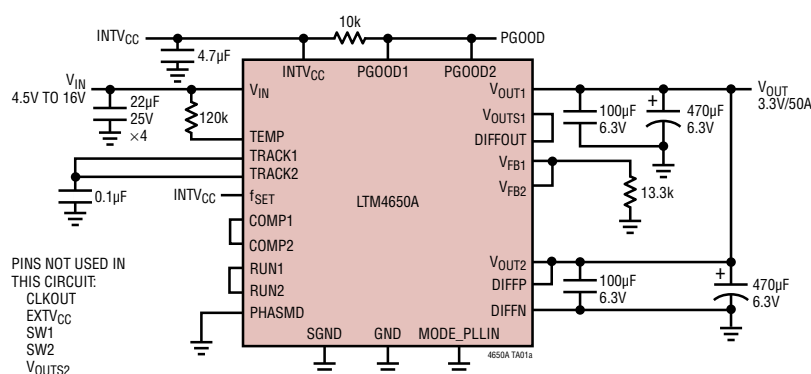 10k
INTVCC
PGOOD
4.7µF
INTVCC PGOOD1 PGOOD2
VIN
4.5V TO 16V
22µF
25V
×4
120k
VIN
TEMP
TRACK1
TRACK2
0.1µF
INTVCC
fSET
COMP1
COMP2
RUN1
RUN2
PHASMD
LTM4650A
SGND GND MODE_PLLIN
VOUT1
VOUTS1
DIFFOUT
VFB1
VFB2
VOUT2
DIFFP
DIFFN
100µF
6.3V
+
470µF
6.3V
VOUT
3.3V/50A
13.3k
100µF
6.3V
+
470µF
6.3V
4650A TA01a
PINS NOT USED IN
THIS CIRCUIT:
CLKOUT
EXTVCC
SW1
SW2
VOUTS2